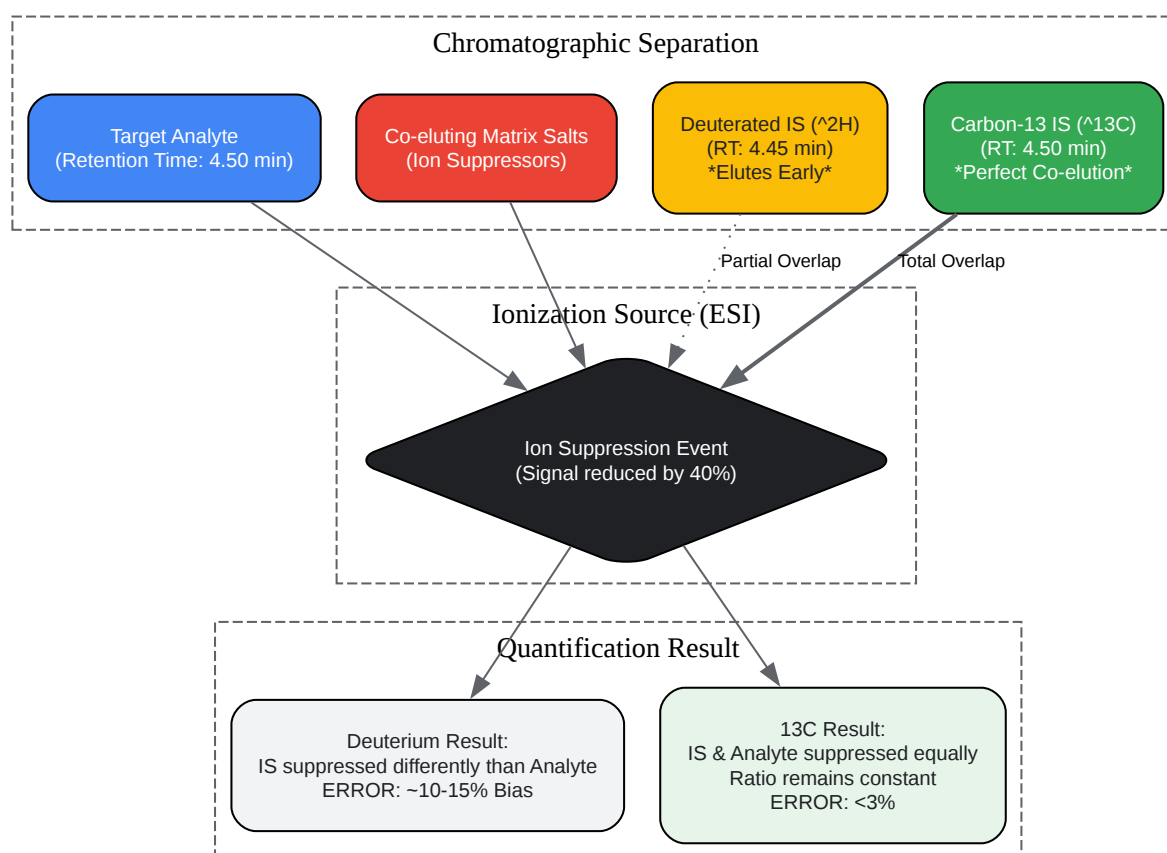 Chromatographic Separation
Target Analyte
(Retention Time: 4.50 min)
Co-eluting Matrix Salts
(Ion Suppressors)
Deuterated IS (^2H)
(RT: 4.45 min)
*Elutes Early*
Carbon-13 IS (^13C)
(RT: 4.50 min)
*Perfect Co-elution*
Partial Overlap
Total Overlap
Ionization Source (ESI)
Ion Suppression Event
(Signal reduced by 40%)
Quantification Result
Deuterium Result:
IS suppressed differently than Analyte
ERROR: ~10-15% Bias
13C Result:
IS & Analyte suppressed equally
Ratio remains constant
ERROR: <3%